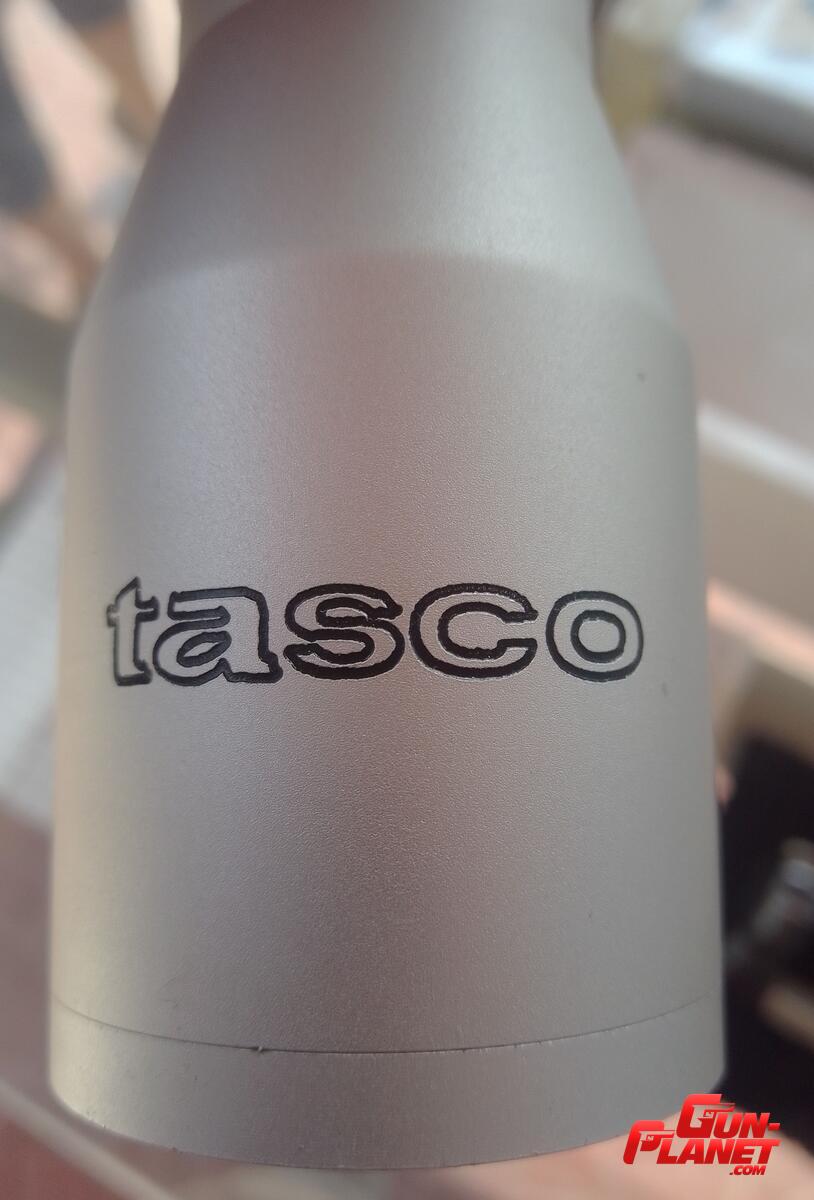 tasco
GUN-
PLANET
.COM